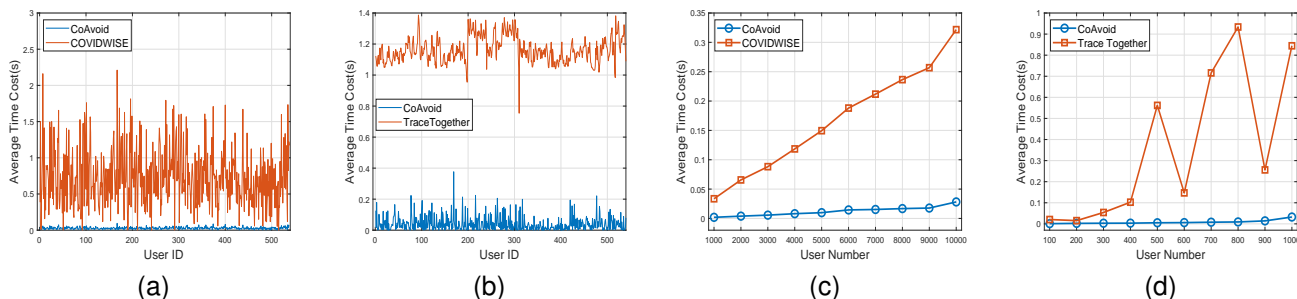 Average Time Cost(s)
3
2.5
2
1.5
1
0.5
0
CoAvoid
COVIDWISE
0 100 200 300 400 500
User ID
(a)
Average Time Cost(s)
1.4
1.2
1
0.8
0.6
0.4
0.2
0
CoAvoid
TraceTogether
0 100 200 300 400 500
User ID
(b)
Average Time Cost(s)
0.35
0.3
0.25
0.2
0.15
0.1
0.05
0
CoAvoid
COVIDWISE
1000 2000 3000 4000 5000 6000 7000 8000 9000 10000
User Number
(c)
Average Time Cost(s)
1
0.9
0.8
0.7
0.6
0.5
0.4
0.3
0.2
0.1
0
CoAvoid
Trace Together
100 200 300 400 500 600 700 800 900 100
User Number
(d)